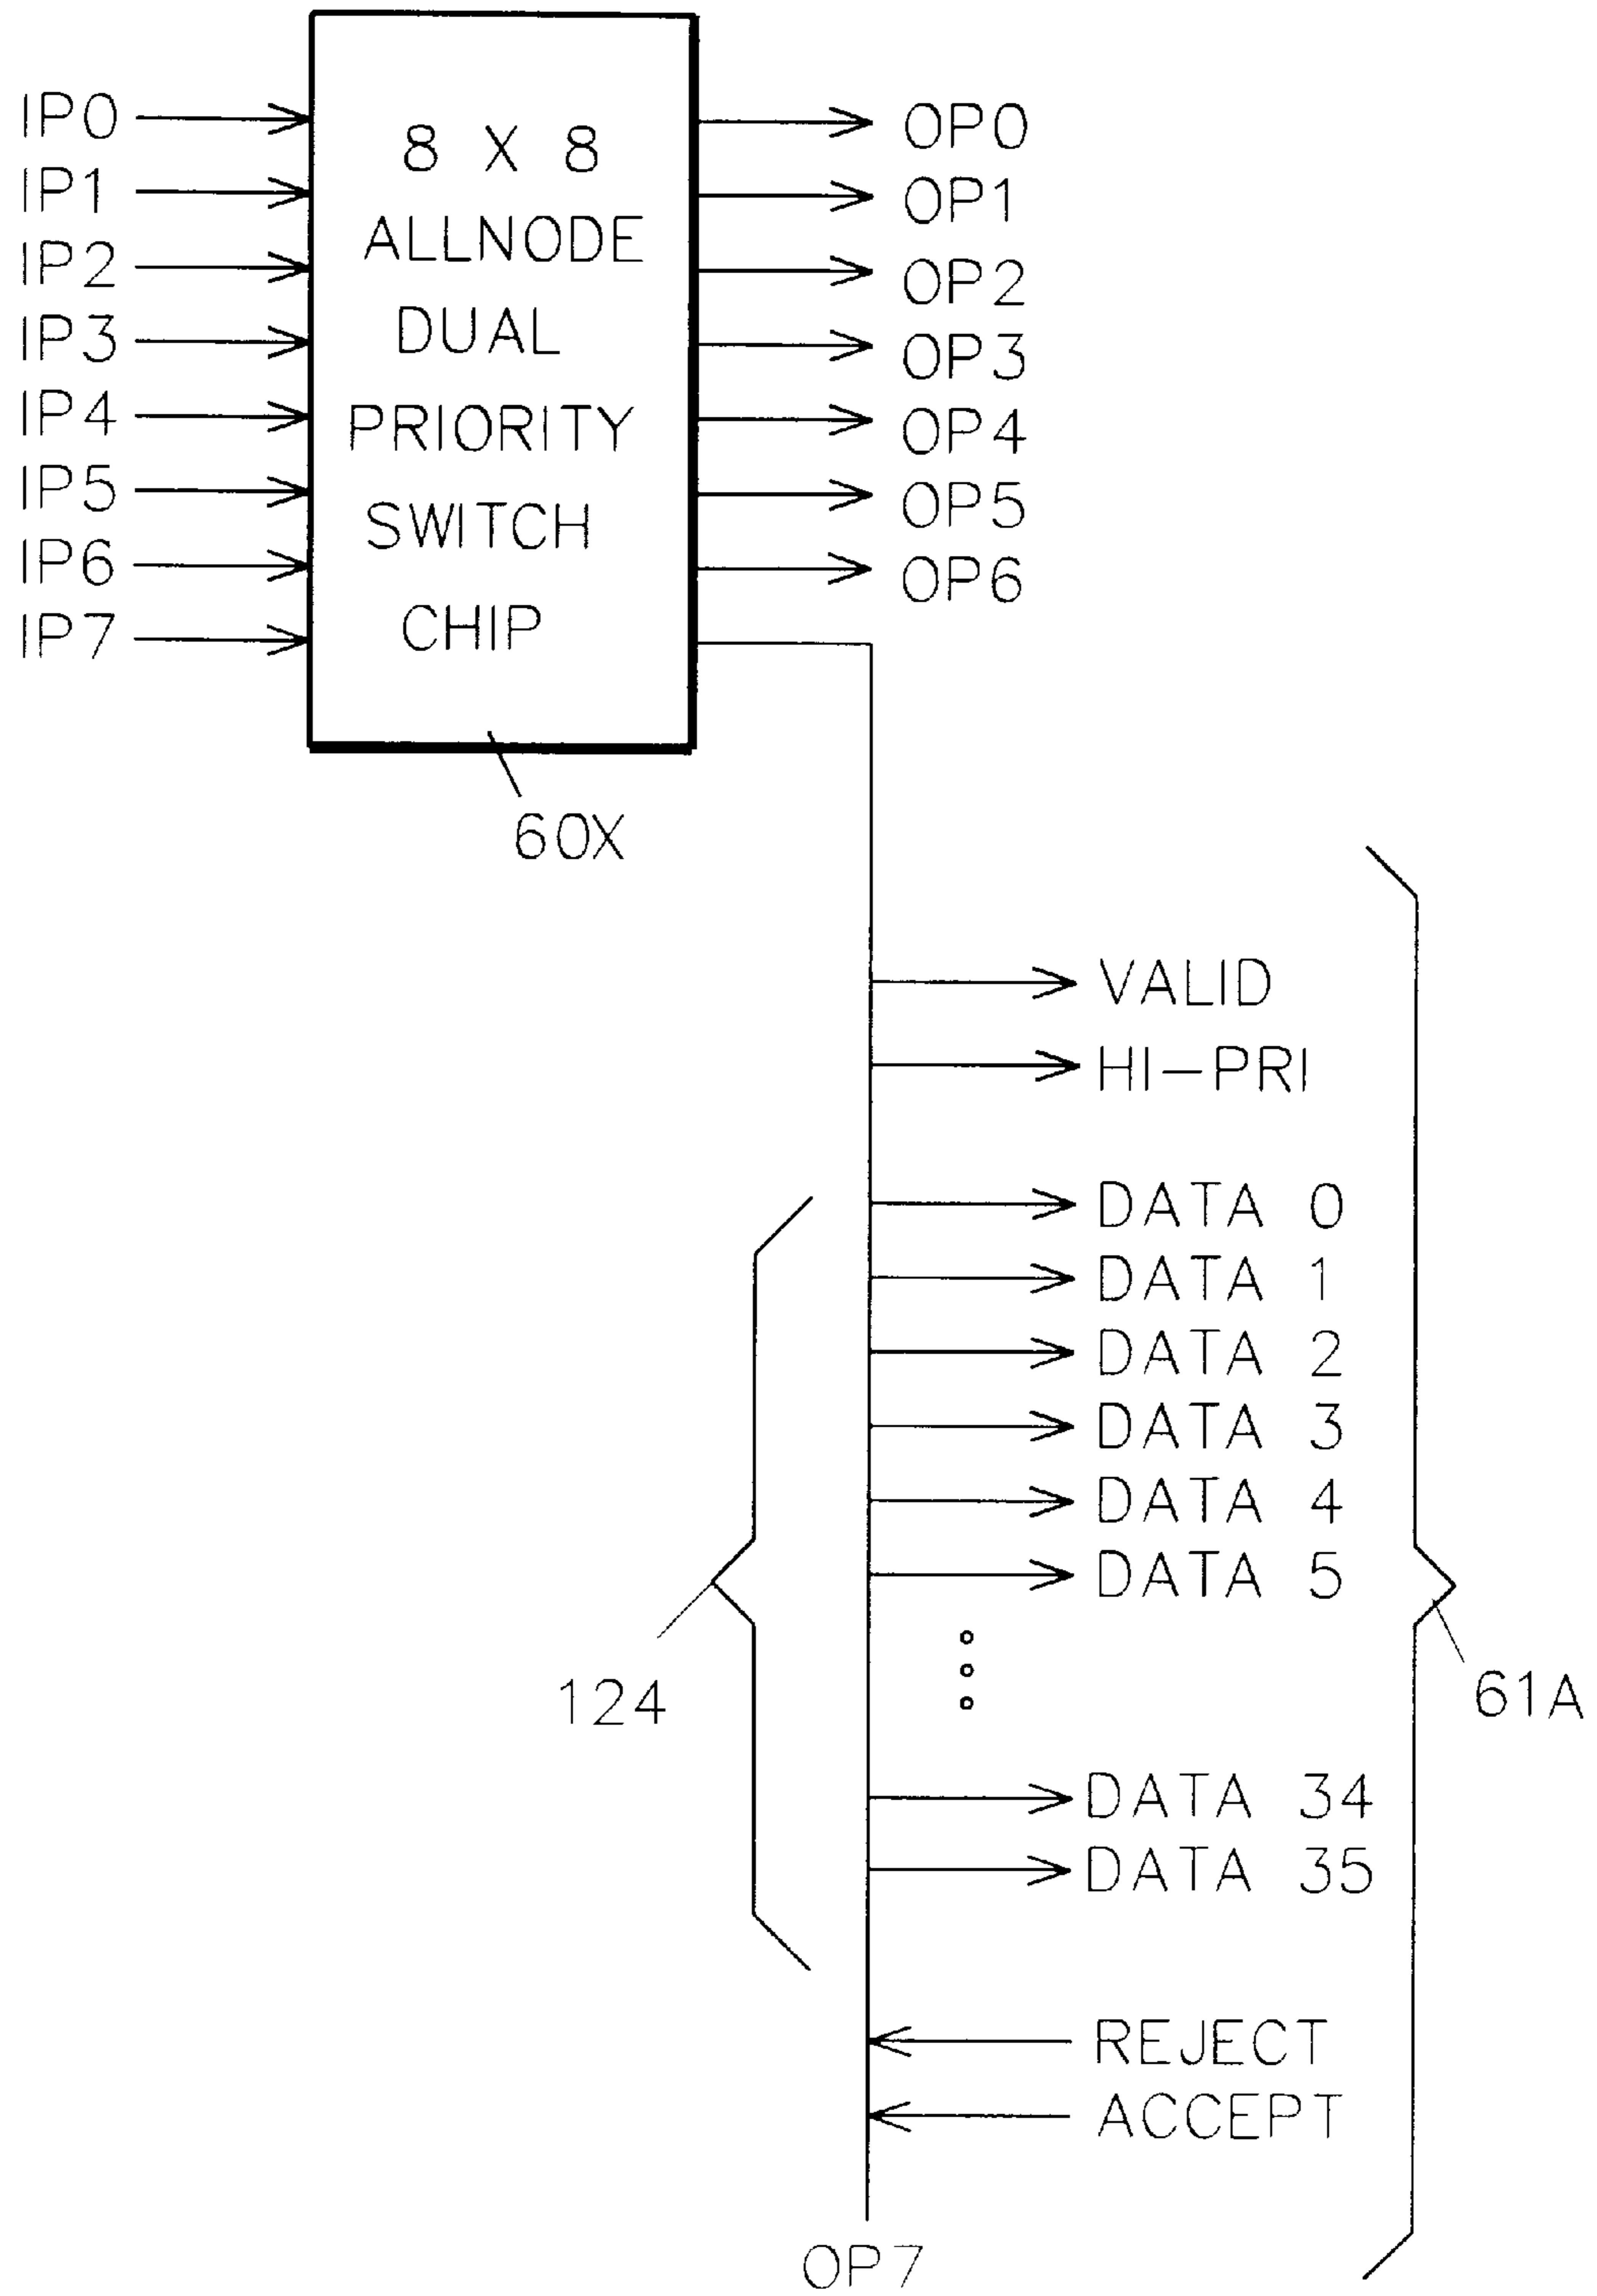 IP0
IP1
IP2
IP3
IP4
IP5
IP6
IP7
8 X 8
ALLNODE
DUAL
PRIORITY
SWITCH
CHIP
OP0
OP1
OP2
OP3
OP4
OP5
OP6
60X
VALID
HI-PRI
DATA 0
DATA 1
DATA 2
DATA 3
DATA 4
DATA 5
124
61A
DATA 34
DATA 35
REJECT
ACCEPT
OP7